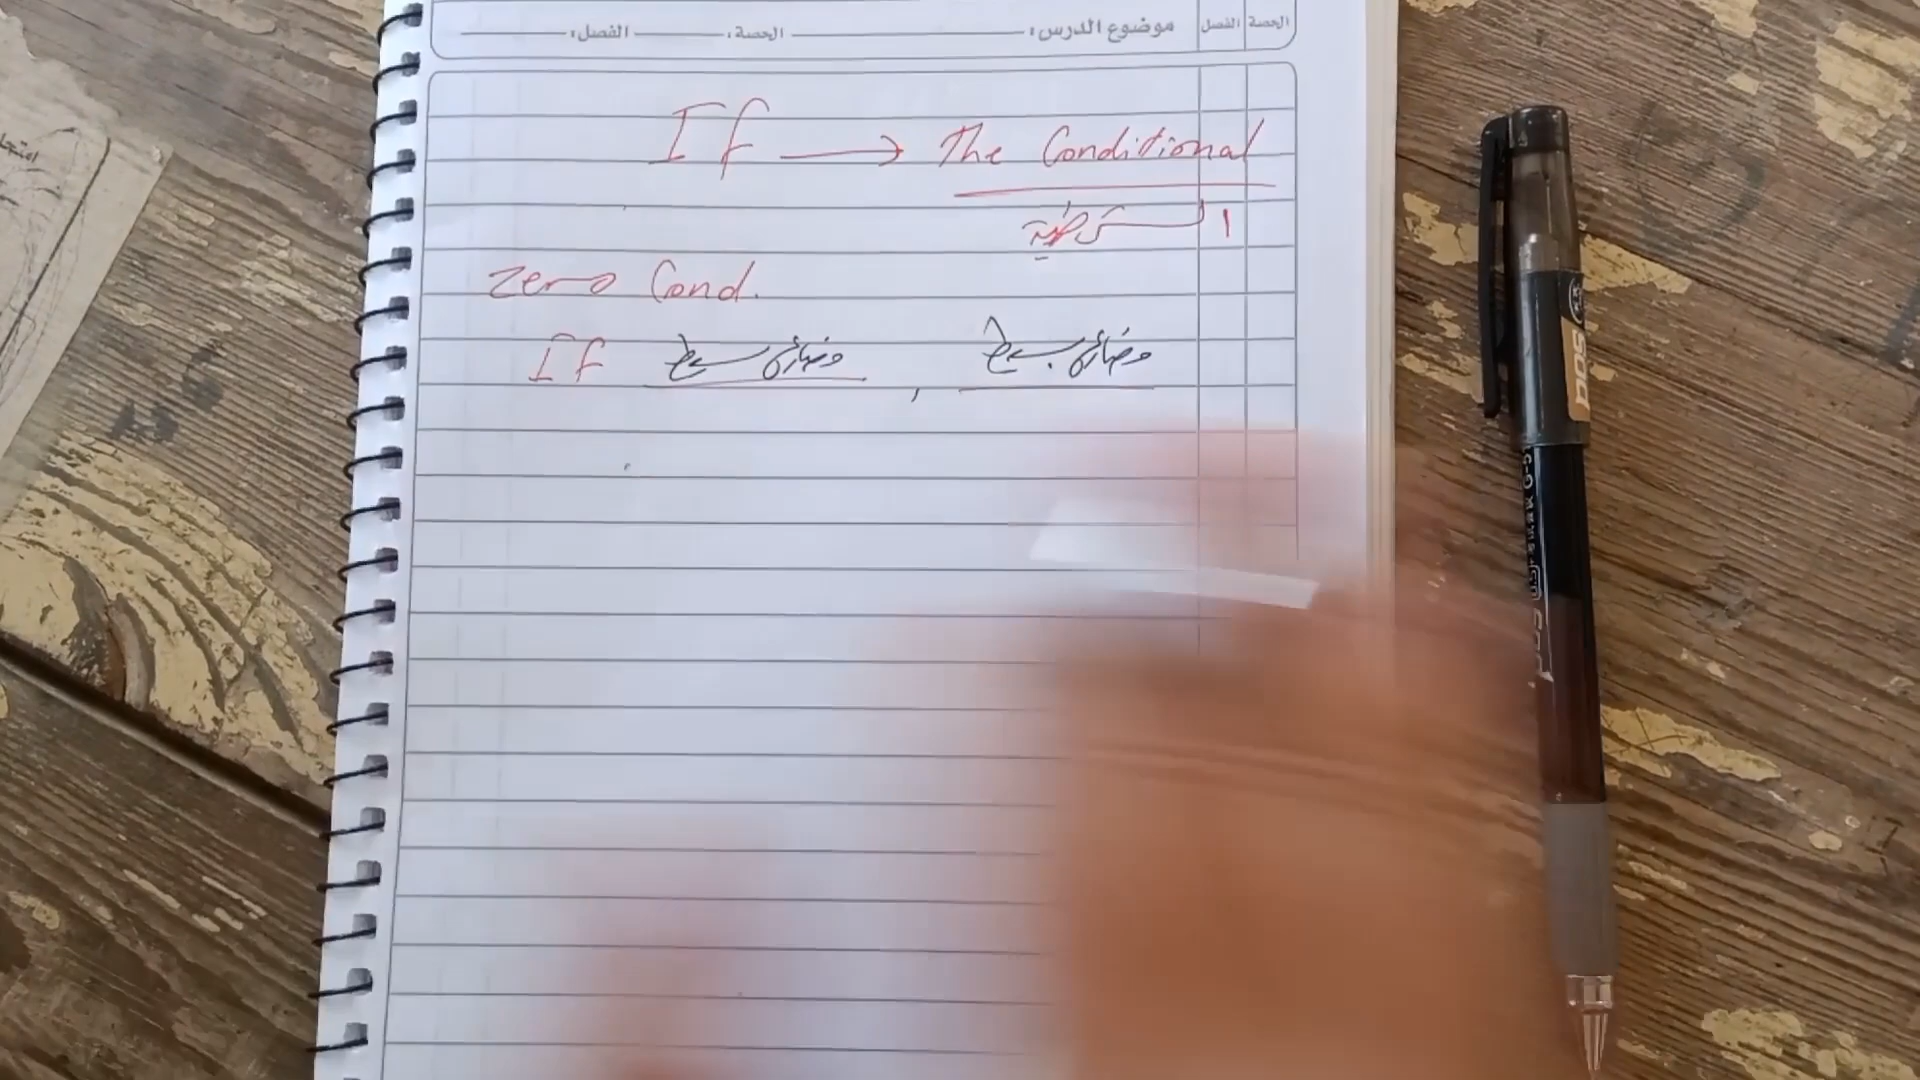 موضوع الدرس: الحصة: الفصل:
الفصل الحصة
If → The Conditional
الشرطية
Zero Cond.
If مضارع بسيط , مضارع بسيط